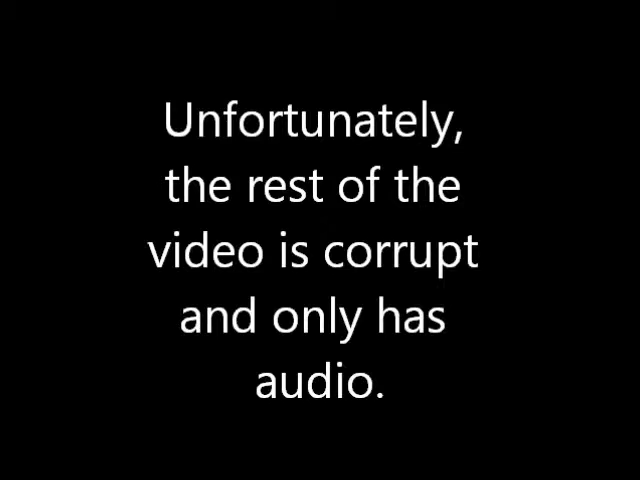 Unfortunately,
the rest of the
video is corrupt
and only has
audio.